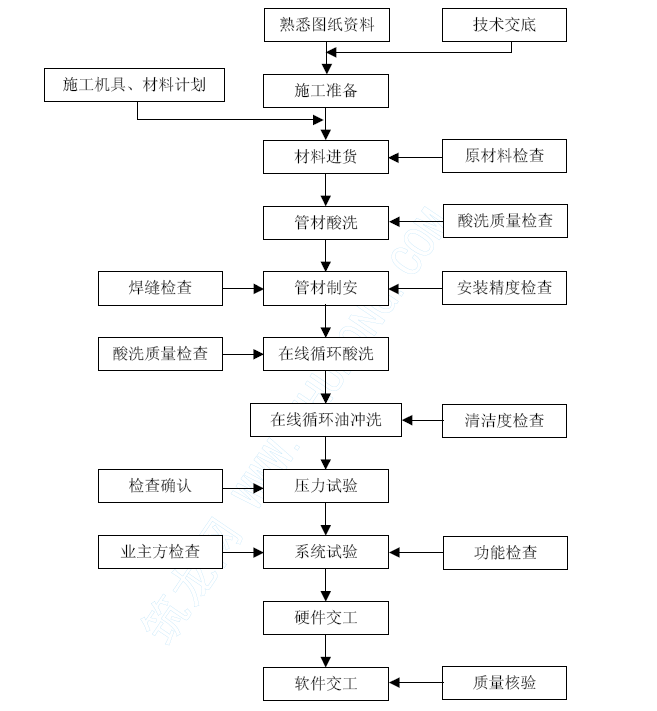 熟悉图纸资料
技术交底
施工机具、材料计划
施工准备
材料进货
原材料检查
管材酸洗
酸洗质量检查
焊缝检查
管材制安
安装精度检查
酸洗质量检查
在线循环酸洗
在线循环油冲洗
清洁度检查
检查确认
压力试验
业主方检查
系统试验
功能检查
硬件交工
软件交工
质量核验